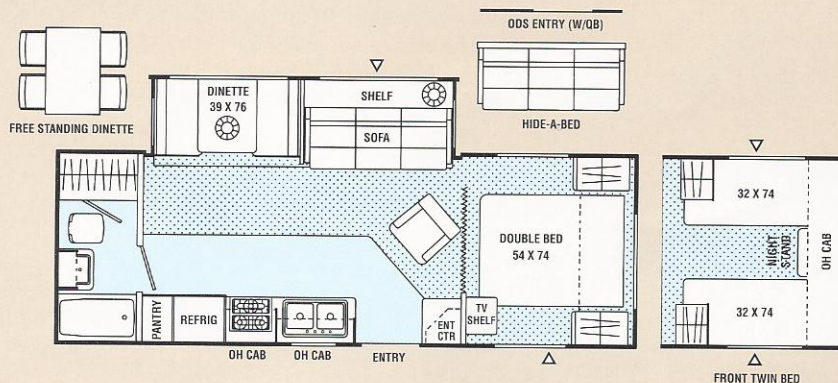 ODS ENTRY (W/QB)
FREE STANDING DINETTE
DINETTE
39 X 76
SHELF
SOFA
HIDE-A-BED
DOUBLE BED
54 X 74
PANTRY
REFRIG
OH CAB
OH CAB
ENTRY
ENT
CTR
TV
SHELF
32 X 74
NIGHT
STAND
OH CAB
32 X 74
FRONT TWIN BED